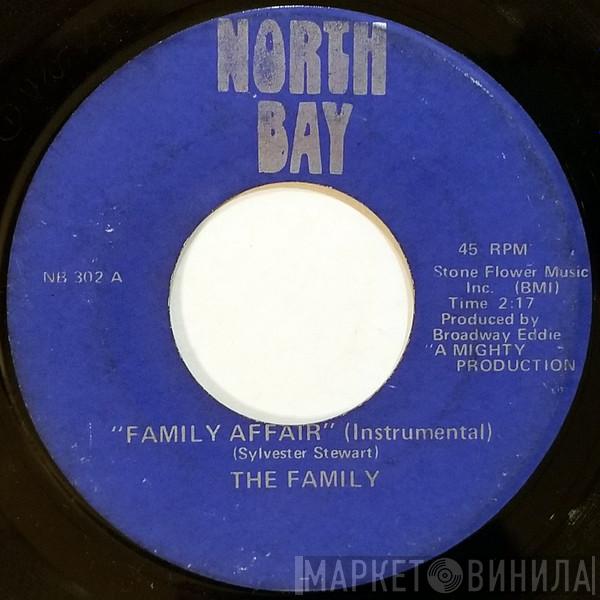 NORTH
BAY
45 RPM
NB 302 A
Stone Flower Music
Inc. (BMI)
Time 2:17
Produced by
Broadway Eddie
"A MIGHTY
PRODUCTION
"FAMILY AFFAIR" (Instrumental)
(Sylvester Stewart)
THE FAMILY
МАРКЕТ ВИНИЛА